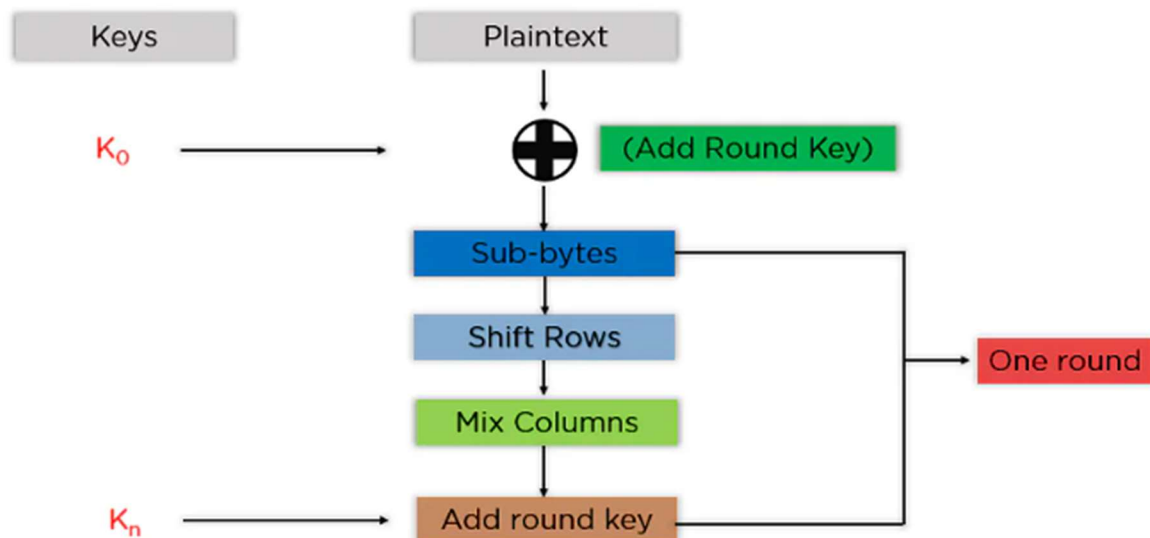 Keys
Plaintext
K₀
(Add Round Key)
Sub-bytes
Shift Rows
One round
Mix Columns
Kₙ
Add round key